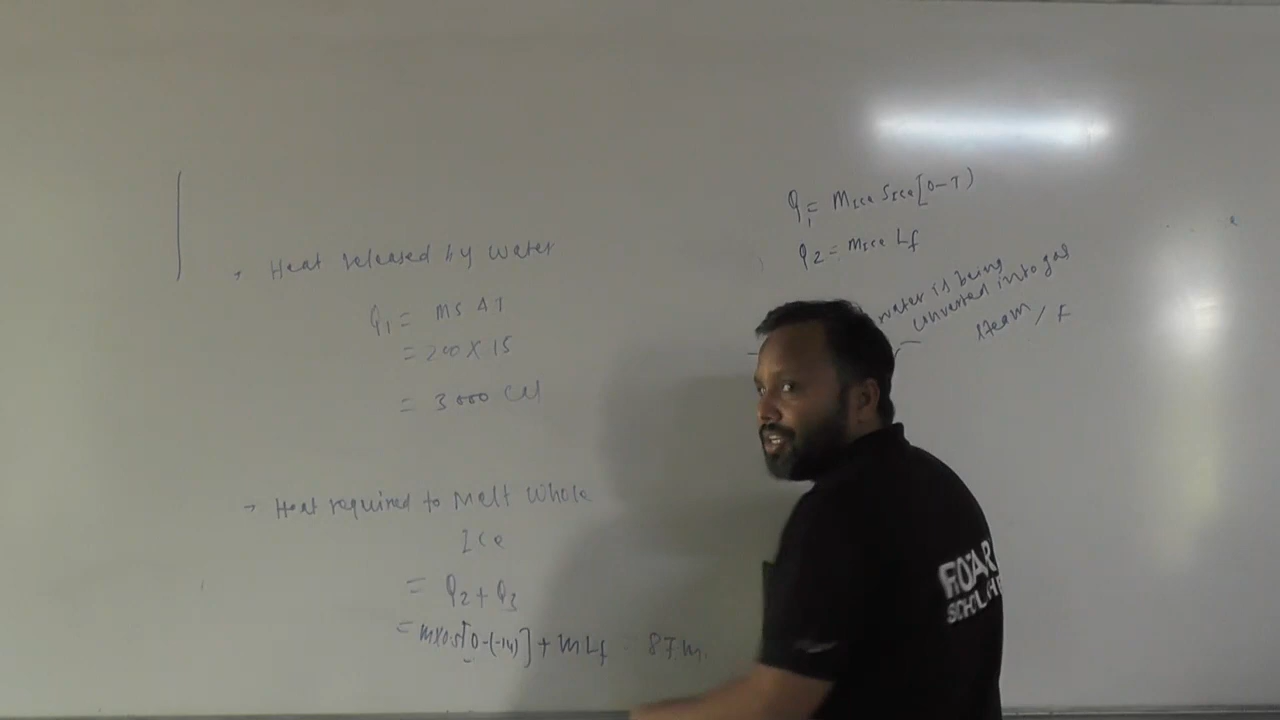 • Heat released by water
Q₁ = ms ΔT
= 200 × 15
= 3000 Cal
→ Heat required to Melt Whole
Ice
= Q₂ + Q₃
= m×0.5[0-(-14)] + mLf = 87m.
Q₁ = mIce SIce[0-T)
Q₂ = mIce Lf
water is being
converted into gas
steam /
ROAR